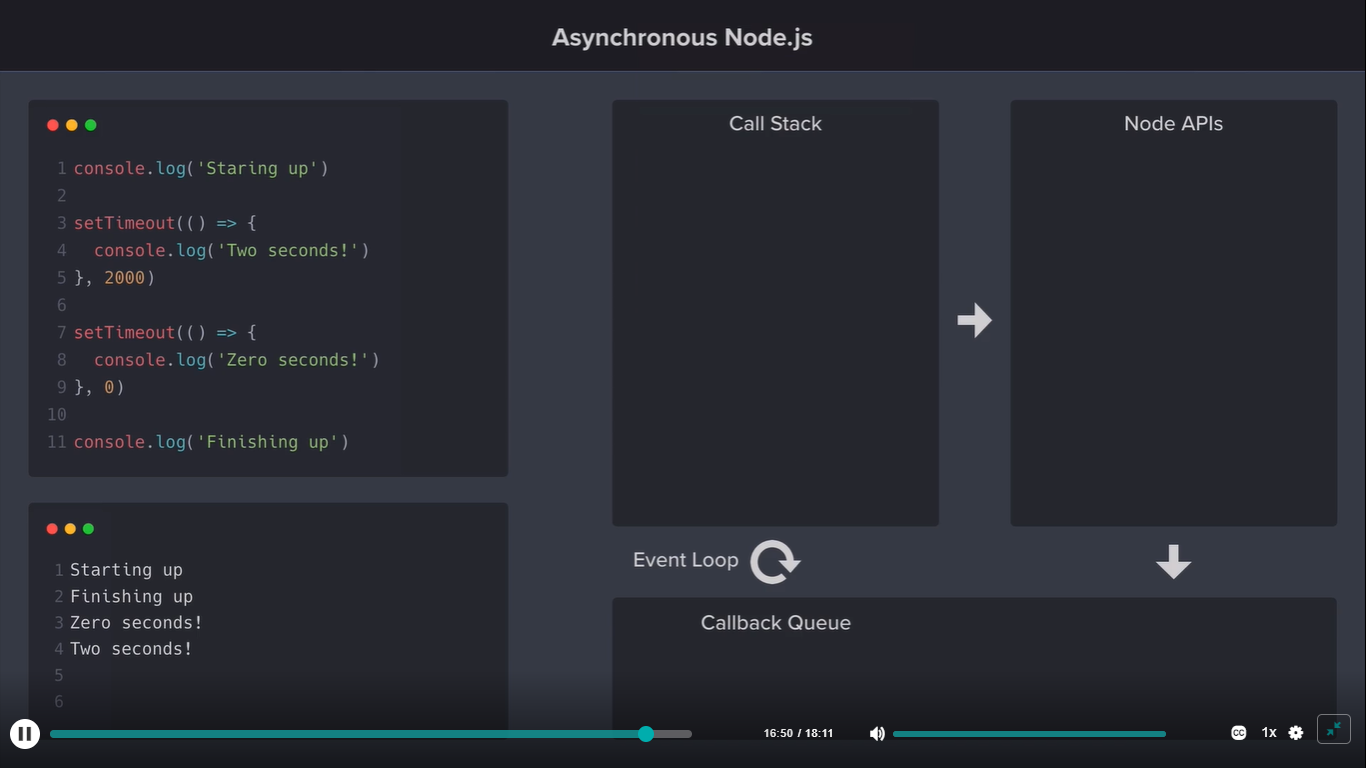 Asynchronous Node.js
1 console.log('Staring up')
2
3 setTimeout(() => {
4   console.log('Two seconds!')
5 }, 2000)
6
7 setTimeout(() => {
8   console.log('Zero seconds!')
9 }, 0)
10
11 console.log('Finishing up')
1 Starting up
2 Finishing up
3 Zero seconds!
4 Two seconds!
5
6
Call Stack
Node APIs
Event Loop
Callback Queue
16:50 / 18:11
CC
1x